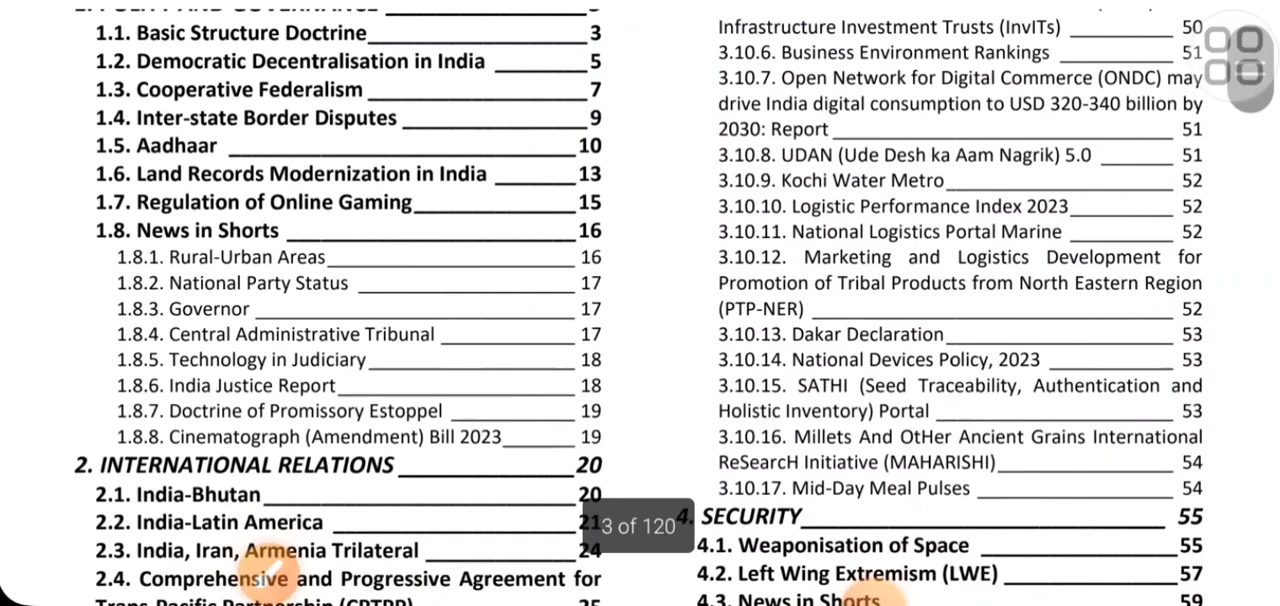 1.1. Basic Structure Doctrine 3
1.2. Democratic Decentralisation in India 5
1.3. Cooperative Federalism 7
1.4. Inter-state Border Disputes 9
1.5. Aadhaar 10
1.6. Land Records Modernization in India 13
1.7. Regulation of Online Gaming 15
1.8. News in Shorts 16
1.8.1. Rural-Urban Areas 16
1.8.2. National Party Status 17
1.8.3. Governor 17
1.8.4. Central Administrative Tribunal 17
1.8.5. Technology in Judiciary 18
1.8.6. India Justice Report 18
1.8.7. Doctrine of Promissory Estoppel 19
1.8.8. Cinematograph (Amendment) Bill 2023 19
2. INTERNATIONAL RELATIONS 20
2.1. India-Bhutan 20
2.2. India-Latin America 21
2.3. India, Iran, Armenia Trilateral 24
2.4. Comprehensive and Progressive Agreement for
Trans-Pacific Partnership (CPTPP) 25
Infrastructure Investment Trusts (InvITs) 50
3.10.6. Business Environment Rankings 51
3.10.7. Open Network for Digital Commerce (ONDC) may
drive India digital consumption to USD 320-340 billion by
2030: Report 51
3.10.8. UDAN (Ude Desh ka Aam Nagrik) 5.0 51
3.10.9. Kochi Water Metro 52
3.10.10. Logistic Performance Index 2023 52
3.10.11. National Logistics Portal Marine 52
3.10.12. Marketing and Logistics Development for
Promotion of Tribal Products from North Eastern Region
(PTP-NER) 52
3.10.13. Dakar Declaration 53
3.10.14. National Devices Policy, 2023 53
3.10.15. SATHI (Seed Traceability, Authentication and
Holistic Inventory) Portal 53
3.10.16. Millets And OtHer Ancient Grains International
ReSearcH Initiative (MAHARISHI) 54
3.10.17. Mid-Day Meal Pulses 54
4. SECURITY 55
4.1. Weaponisation of Space 55
4.2. Left Wing Extremism (LWE) 57
4.3. News in Shorts 59
3 of 120